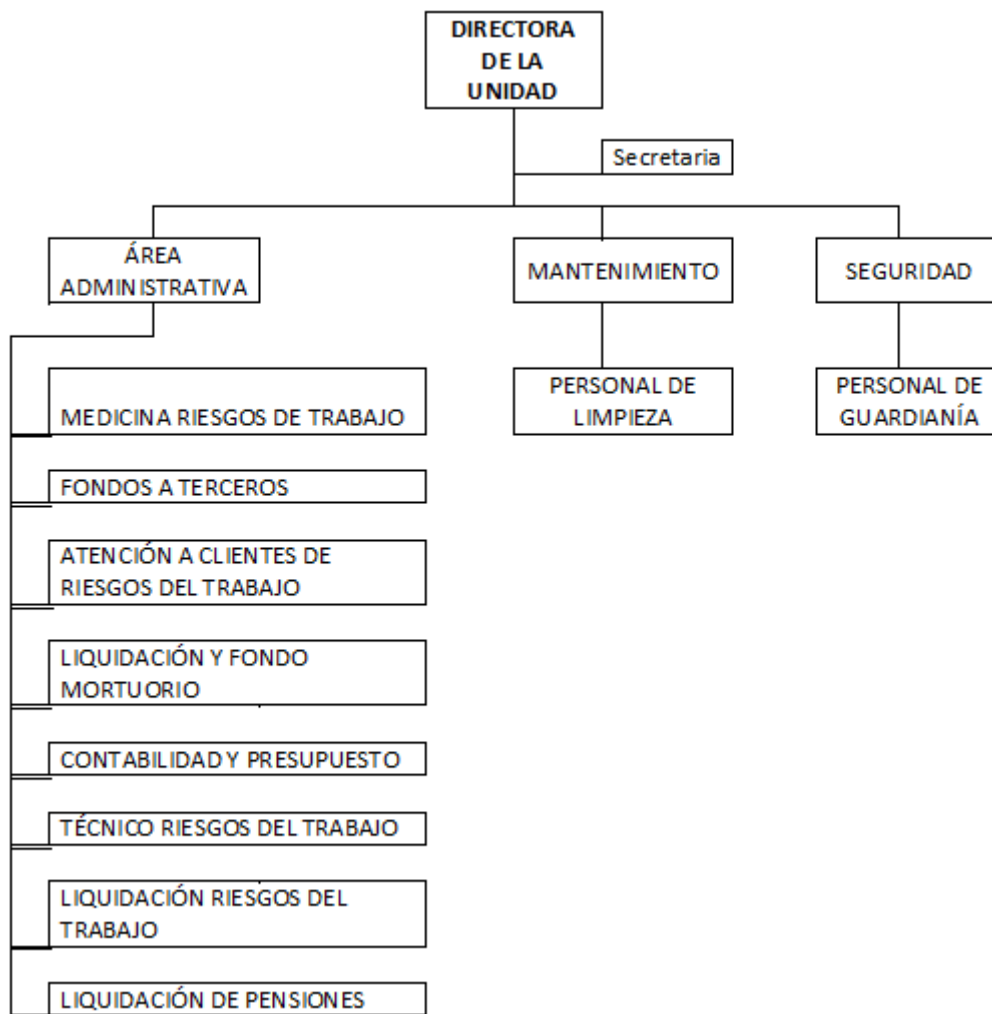 DIRECTORA
DE LA
UNIDAD
Secretaria
ÁREA
ADMINISTRATIVA
MANTENIMIENTO
SEGURIDAD
MEDICINA RIESGOS DE TRABAJO
PERSONAL DE
LIMPIEZA
PERSONAL DE
GUARDIANÍA
FONDOS A TERCEROS
ATENCIÓN A CLIENTES DE
RIESGOS DEL TRABAJO
LIQUIDACIÓN Y FONDO
MORTUORIO
CONTABILIDAD Y PRESUPUESTO
TÉCNICO RIESGOS DEL TRABAJO
LIQUIDACIÓN RIESGOS DEL
TRABAJO
LIQUIDACIÓN DE PENSIONES